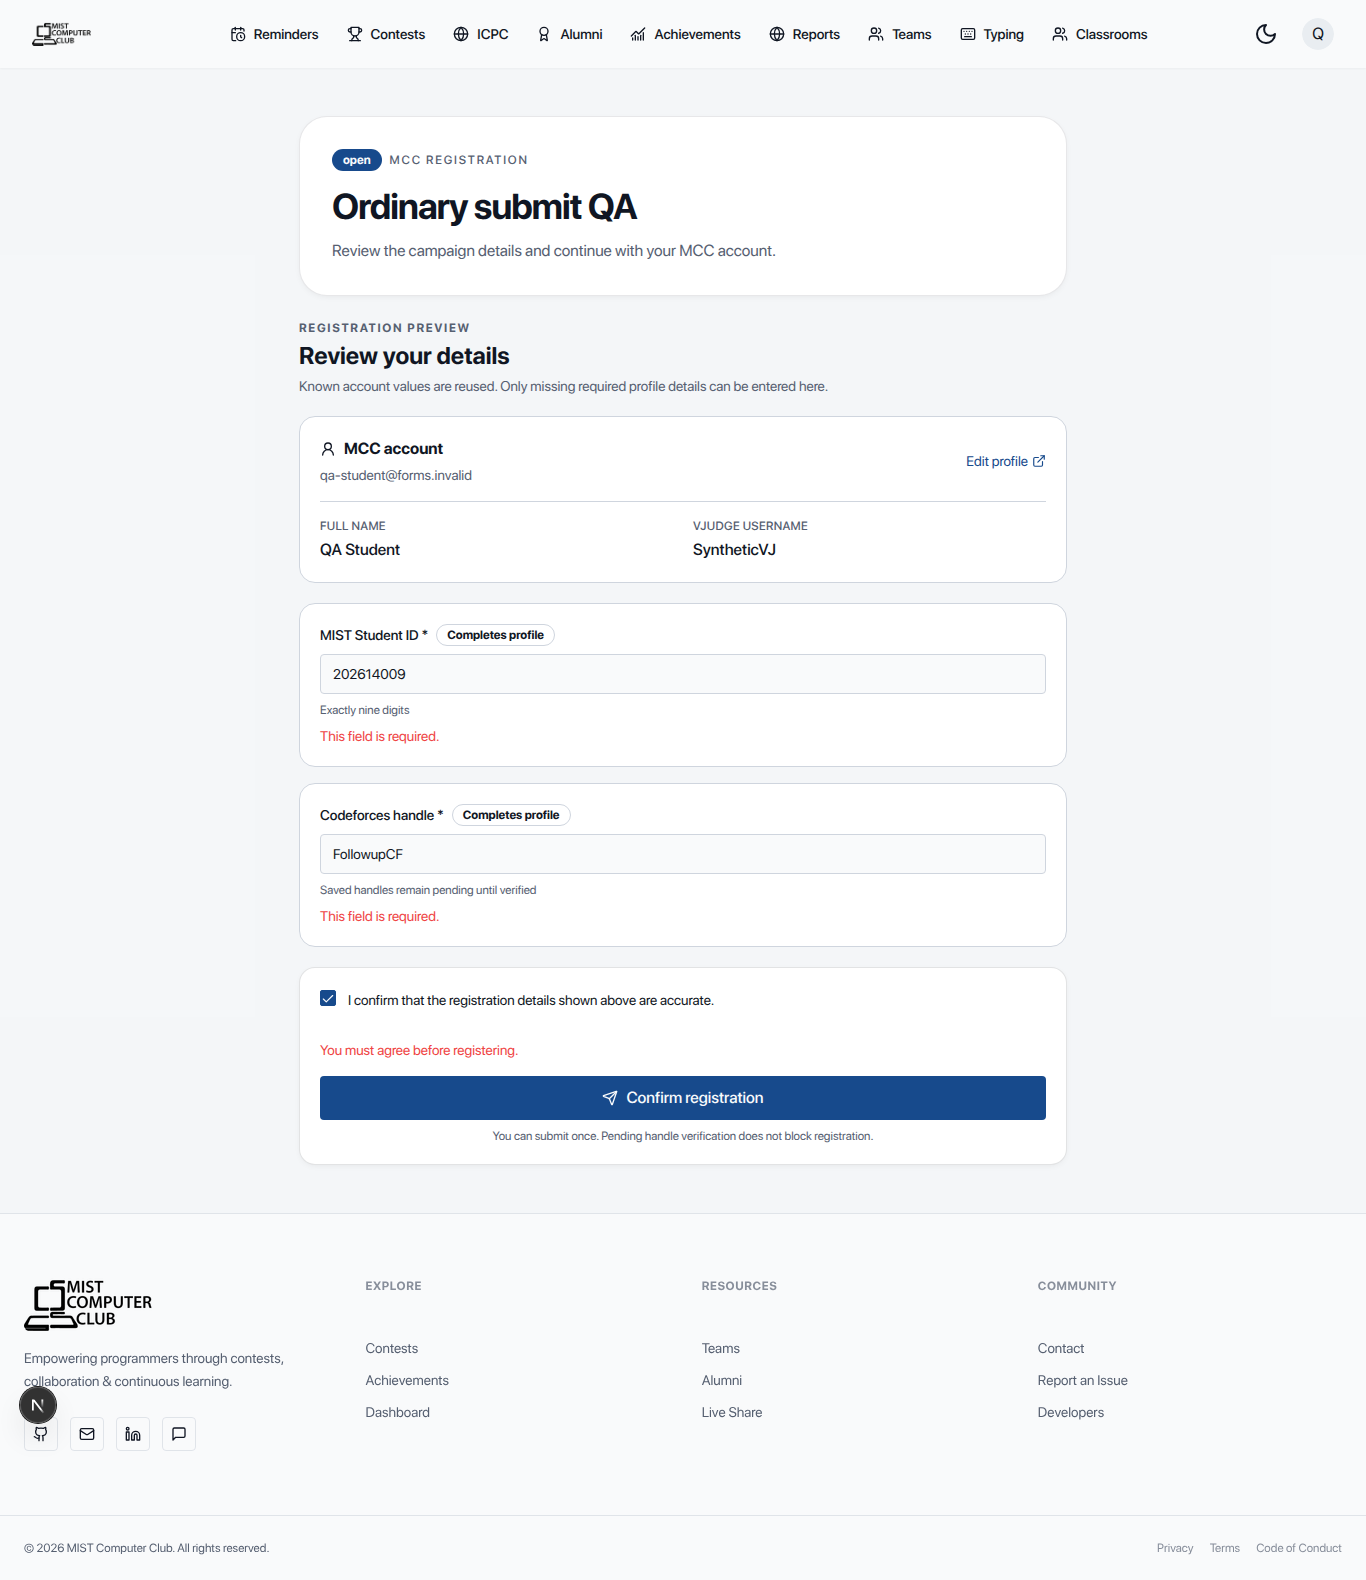 MIST COMPUTER CLUB
Reminders Contests ICPC Alumni Achievements Reports Teams Typing Classrooms Q
open MCC REGISTRATION
Ordinary submit QA
Review the campaign details and continue with your MCC account.
REGISTRATION PREVIEW
Review your details
Known account values are reused. Only missing required profile details can be entered here.
MCC account
qa-student@forms.invalid
Edit profile
FULL NAME
QA Student
VJUDGE USERNAME
SyntheticVJ
MIST Student ID * Completes profile
202614009
Exactly nine digits
This field is required.
Codeforces handle * Completes profile
FollowupCF
Saved handles remain pending until verified
This field is required.
I confirm that the registration details shown above are accurate.
You must agree before registering.
Confirm registration
You can submit once. Pending handle verification does not block registration.
MIST
COMPUTER
CLUB
Empowering programmers through contests,
collaboration & continuous learning.
N
EXPLORE
Contests
Achievements
Dashboard
RESOURCES
Teams
Alumni
Live Share
COMMUNITY
Contact
Report an Issue
Developers
© 2026 MIST Computer Club. All rights reserved.
Privacy Terms Code of Conduct